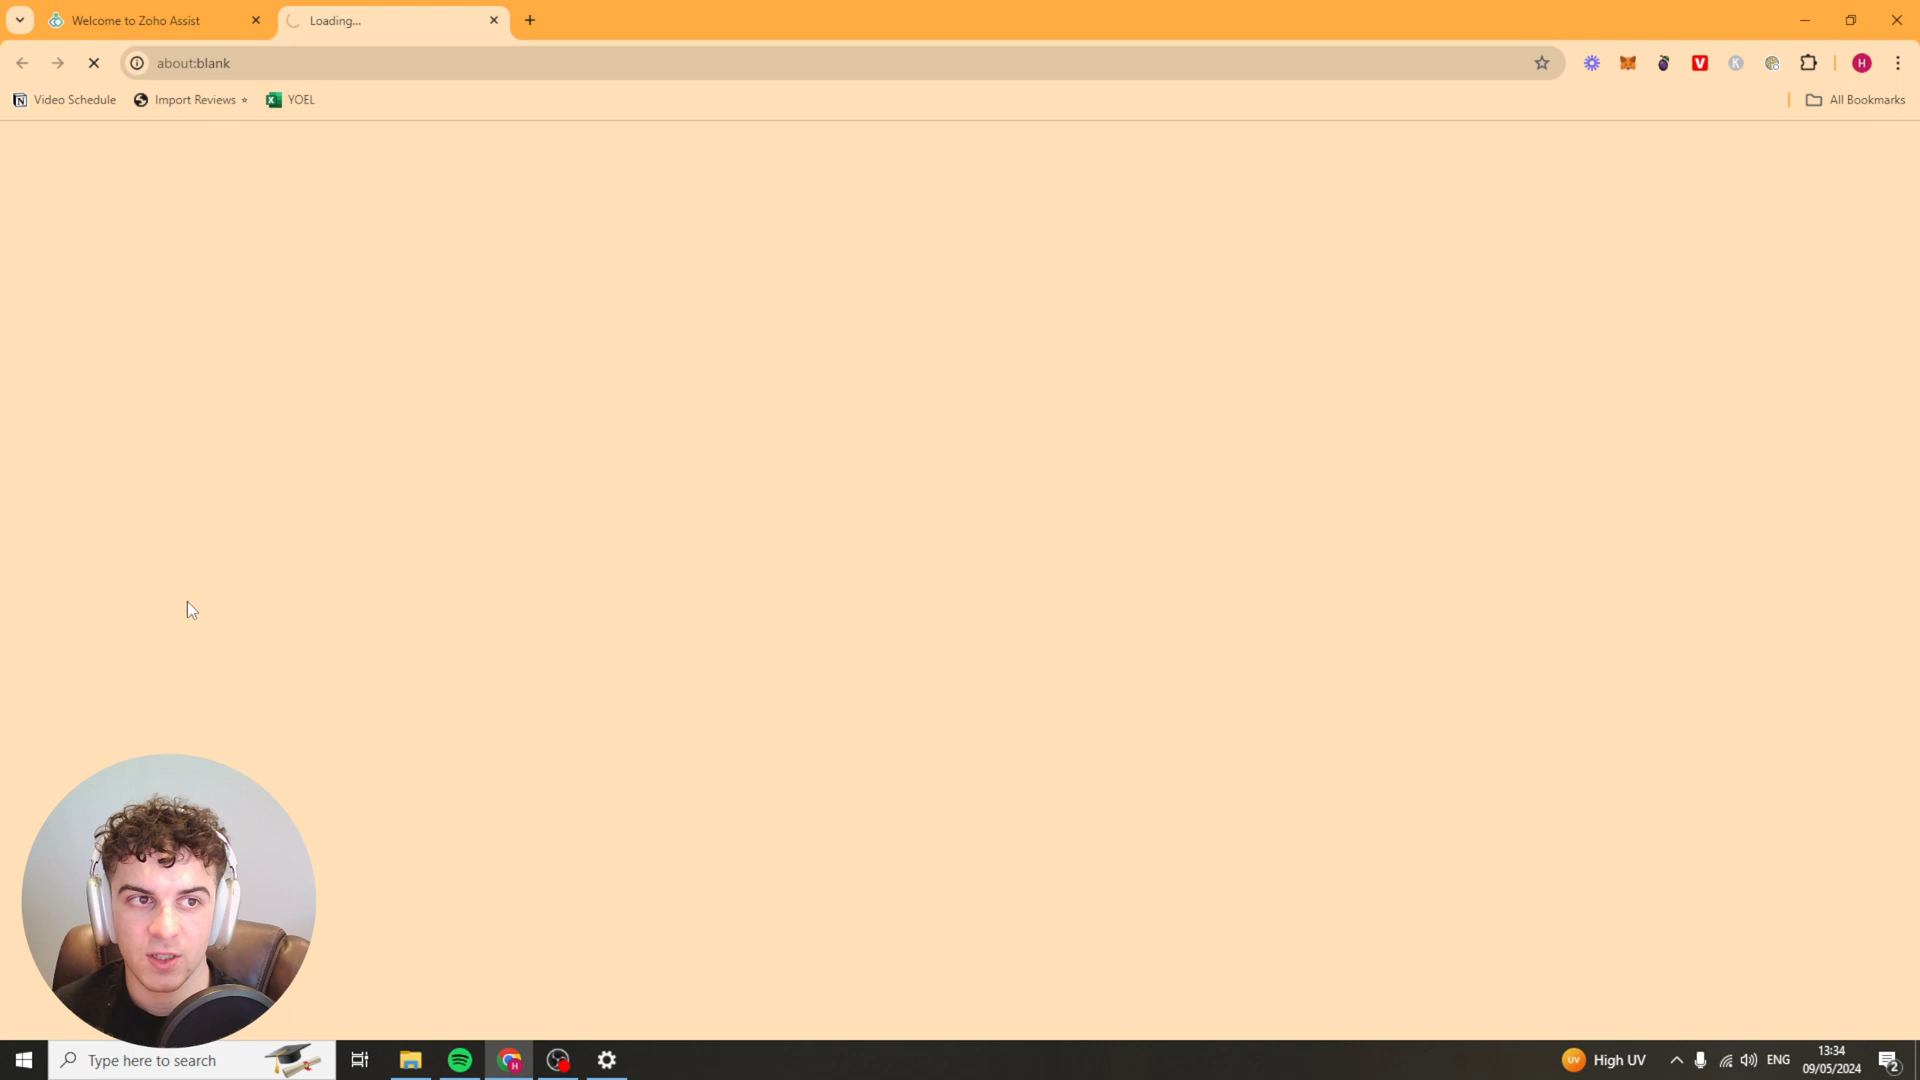 Welcome to Zoho Assist
Loading...
about:blank
H
Video Schedule
Import Reviews ⭑
YOEL
All Bookmarks
Type here to search
High UV
ENG
13:34
09/05/2024
2